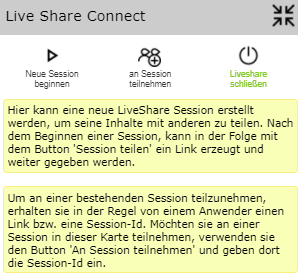 Live Share Connect
Neue Session
beginnen
an Session
teilnehmen
Liveshare
schließen
Hier kann eine neue LiveShare Session erstellt
werden, um seine Inhalte mit anderen zu teilen. Nach
dem Beginnen einer Session, kann in der Folge mit
dem Button 'Session teilen' ein Link erzeugt und
weiter gegeben werden.
Um an einer bestehenden Session teilzunehmen,
erhalten sie in der Regel von einem Anwender einen
Link bzw. eine Session-Id. Möchten sie an einer
Session in dieser Karte teilnehmen, verwenden sie
den Button 'An Session teilnehmen' und geben dort
die Session-Id ein.